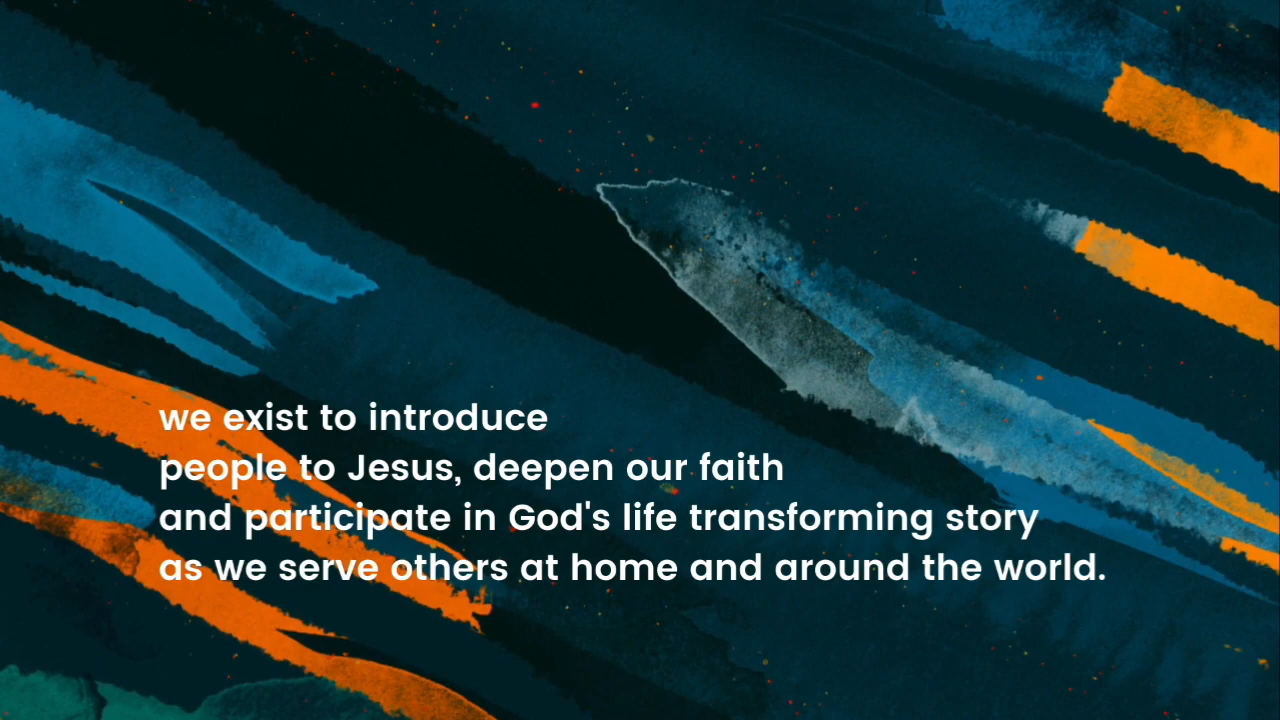 we exist to introduce
people to Jesus, deepen our faith
and participate in God's life transforming story
as we serve others at home and around the world.